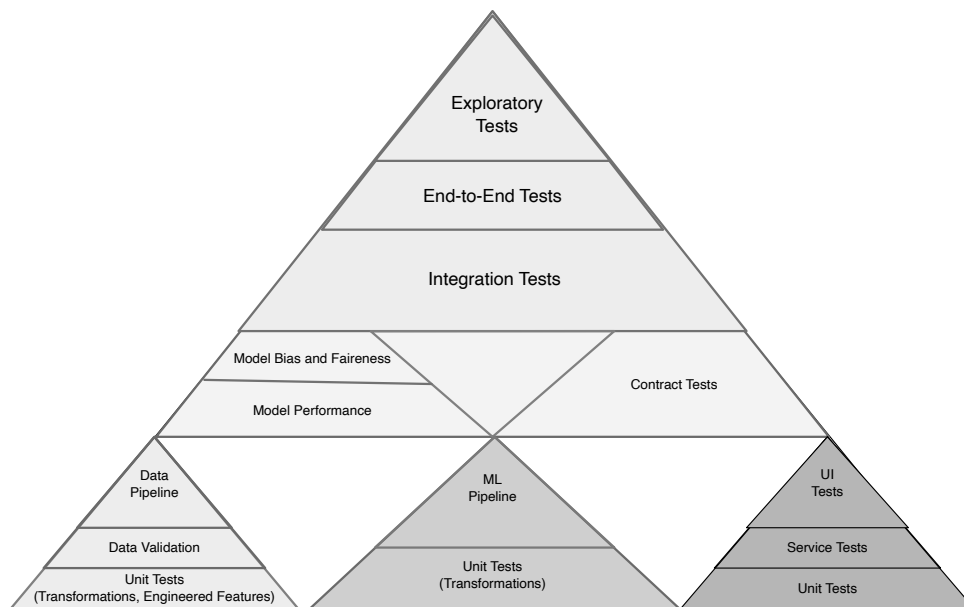 Exploratory
Tests
End-to-End Tests
Integration Tests
Model Bias and Faireness
Model Performance
Contract Tests
Data
Pipeline
Data Validation
Unit Tests
(Transformations, Engineered Features)
ML
Pipeline
Unit Tests
(Transformations)
UI
Tests
Service Tests
Unit Tests